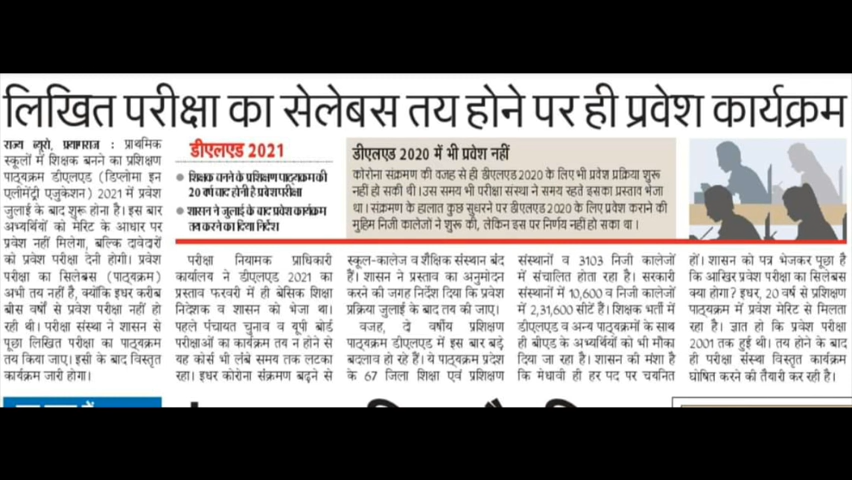 लिखित परीक्षा का सेलेबस तय होने पर ही प्रवेश कार्यक्रम
राज्य ब्यूरो, प्रयागराज : प्राथमिक
स्कूलों में शिक्षक बनने का प्रशिक्षण
पाठ्यक्रम डीएलएड (डिप्लोमा इन
एलीमेंट्री एजुकेशन) 2021 में प्रवेश
जुलाई के बाद शुरू होना है। इस बार
अभ्यर्थियों को मेरिट के आधार पर
प्रवेश नहीं मिलेगा, बल्कि दावेदारों
को प्रवेश परीक्षा देनी होगी। प्रवेश
परीक्षा का सिलेबस (पाठ्यक्रम)
अभी तय नहीं है, क्योंकि इधर करीब
बीस वर्षों से प्रवेश परीक्षा नहीं हो
रही थी। परीक्षा संस्था ने शासन से
पूछा लिखित परीक्षा का पाठ्यक्रम
तय किया जाए। इसी के बाद विस्तृत
कार्यक्रम जारी होगा।
डीएलएड 2021
● शिक्षक बनने के प्रशिक्षण पाठ्यक्रम की
20 वर्ष बाद होनी है प्रवेश परीक्षा
● शासन ने जुलाई के बाद प्रवेश कार्यक्रम
तय करने का दिया निर्देश
डीएलएड 2020 में भी प्रवेश नहीं
कोरोना संक्रमण की वजह से ही डीएलएड 2020 के लिए भी प्रवेश प्रक्रिया शुरू
नहीं हो सकी थी। उस समय भी परीक्षा संस्था ने समय रहते इसका प्रस्ताव भेजा
था। संक्रमण के हालात कुछ सुधरने पर डीएलएड 2020 के लिए प्रवेश कराने की
मुहिम निजी कालेजों ने शुरू की, लेकिन इस पर निर्णय नहीं हो सका था।
परीक्षा नियामक प्राधिकारी
कार्यालय ने डीएलएड 2021 का
प्रस्ताव फरवरी में ही बेसिक शिक्षा
निदेशक व शासन को भेजा था।
पहले पंचायत चुनाव व यूपी बोर्ड
परीक्षाओं का कार्यक्रम तय न होने से
यह कोर्स भी लंबे समय तक लटका
रहा। इधर कोरोना संक्रमण बढ़ने से
स्कूल-कालेज व शैक्षिक संस्थान बंद
हैं। शासन ने प्रस्ताव का अनुमोदन
करने की जगह निर्देश दिया कि प्रवेश
प्रक्रिया जुलाई के बाद तय की जाए।
वजह, दो वर्षीय प्रशिक्षण
पाठ्यक्रम डीएलएड में इस बार बड़े
बदलाव हो रहे हैं। ये पाठ्यक्रम प्रदेश
के 67 जिला शिक्षा एवं प्रशिक्षण
संस्थानों व 3103 निजी कालेजों
में संचालित होता रहा है। सरकारी
संस्थानों में 10,600 व निजी कालेजों
में 2,31,600 सीटें हैं। शिक्षक भर्ती में
डीएलएड व अन्य पाठ्यक्रमों के साथ
ही बीएड के अभ्यर्थियों को भी मौका
दिया जा रहा है। शासन की मंशा है
कि मेधावी ही हर पद पर चयनित
हों। शासन को पत्र भेजकर पूछा है
कि आखिर प्रवेश परीक्षा का सिलेबस
क्या होगा? इधर, 20 वर्ष से प्रशिक्षण
पाठ्यक्रम में प्रवेश मेरिट से मिलता
रहा है। ज्ञात हो कि प्रवेश परीक्षा
2001 तक हुई थी। तय होने के बाद
ही परीक्षा संस्था विस्तृत कार्यक्रम
घोषित करने की तैयारी कर रही है।